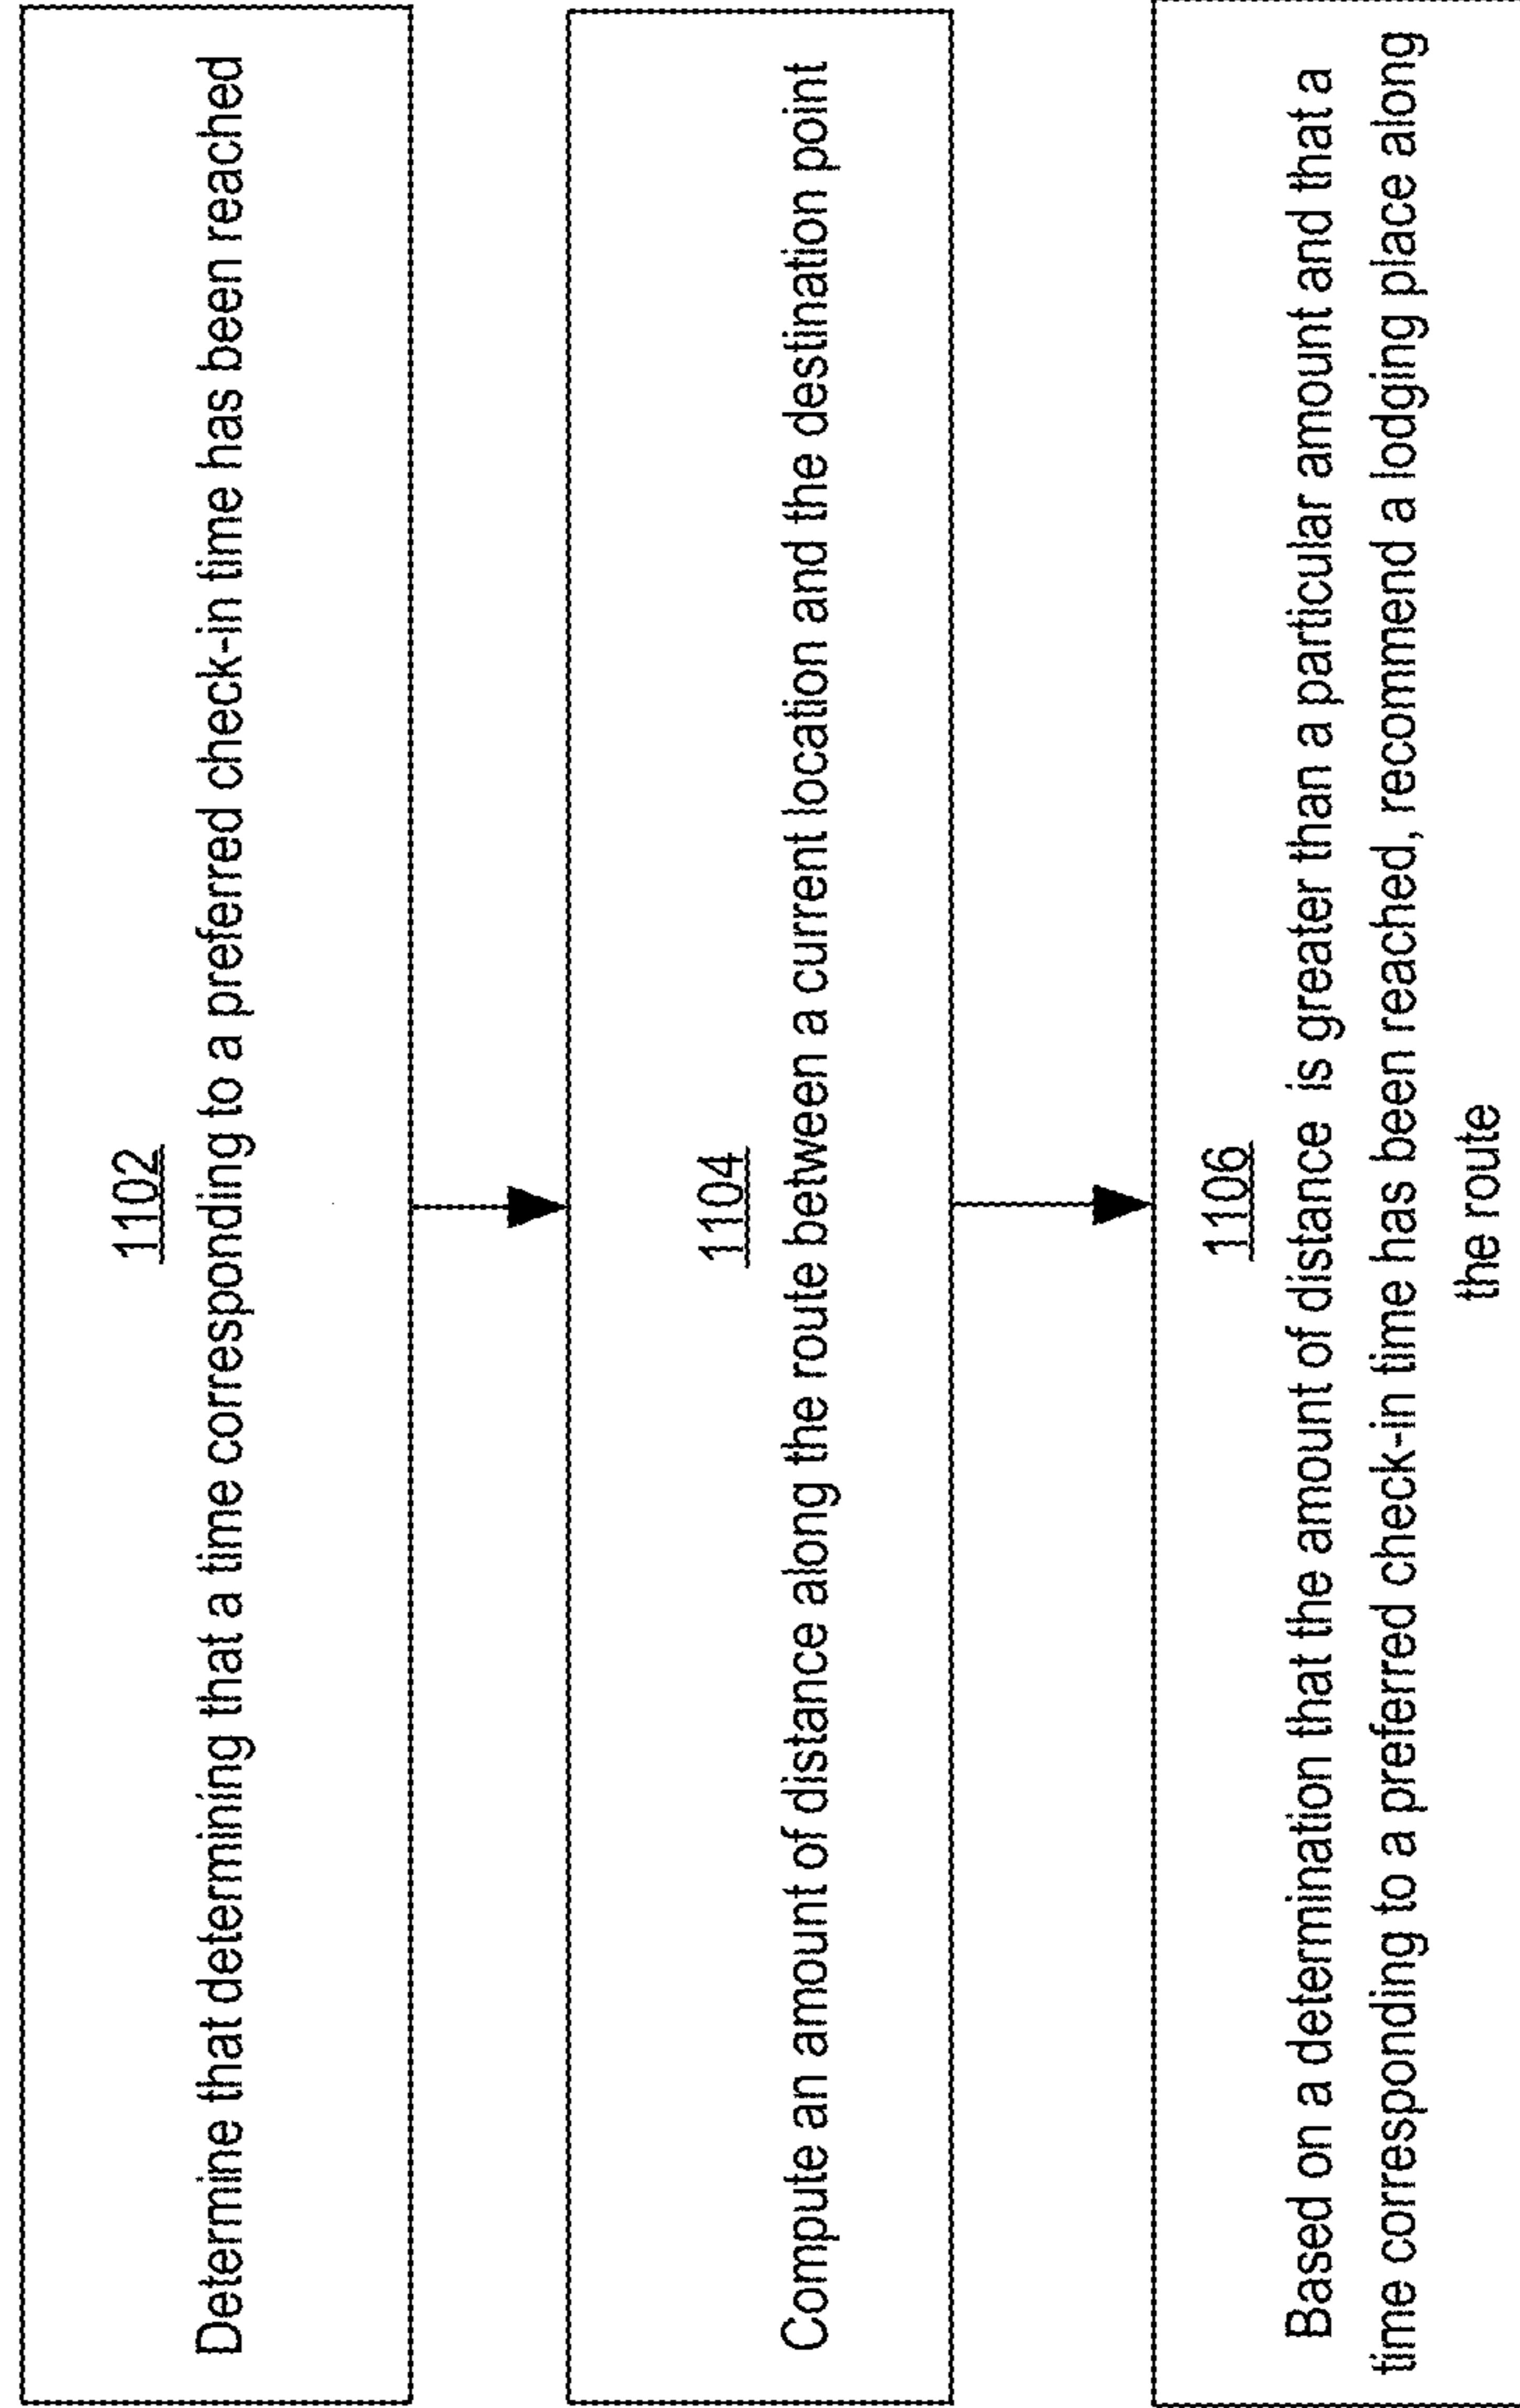 1102
Determine that determining that a time corresponding to a preferred check-in time has been reached
1104
Compute an amount of distance along the route between a current location and the destination point
1106
Based on a determination that the amount of distance is greater than a particular amount and that a
time corresponding to a preferred check-in time has been reached, recommend a lodging place along
the route